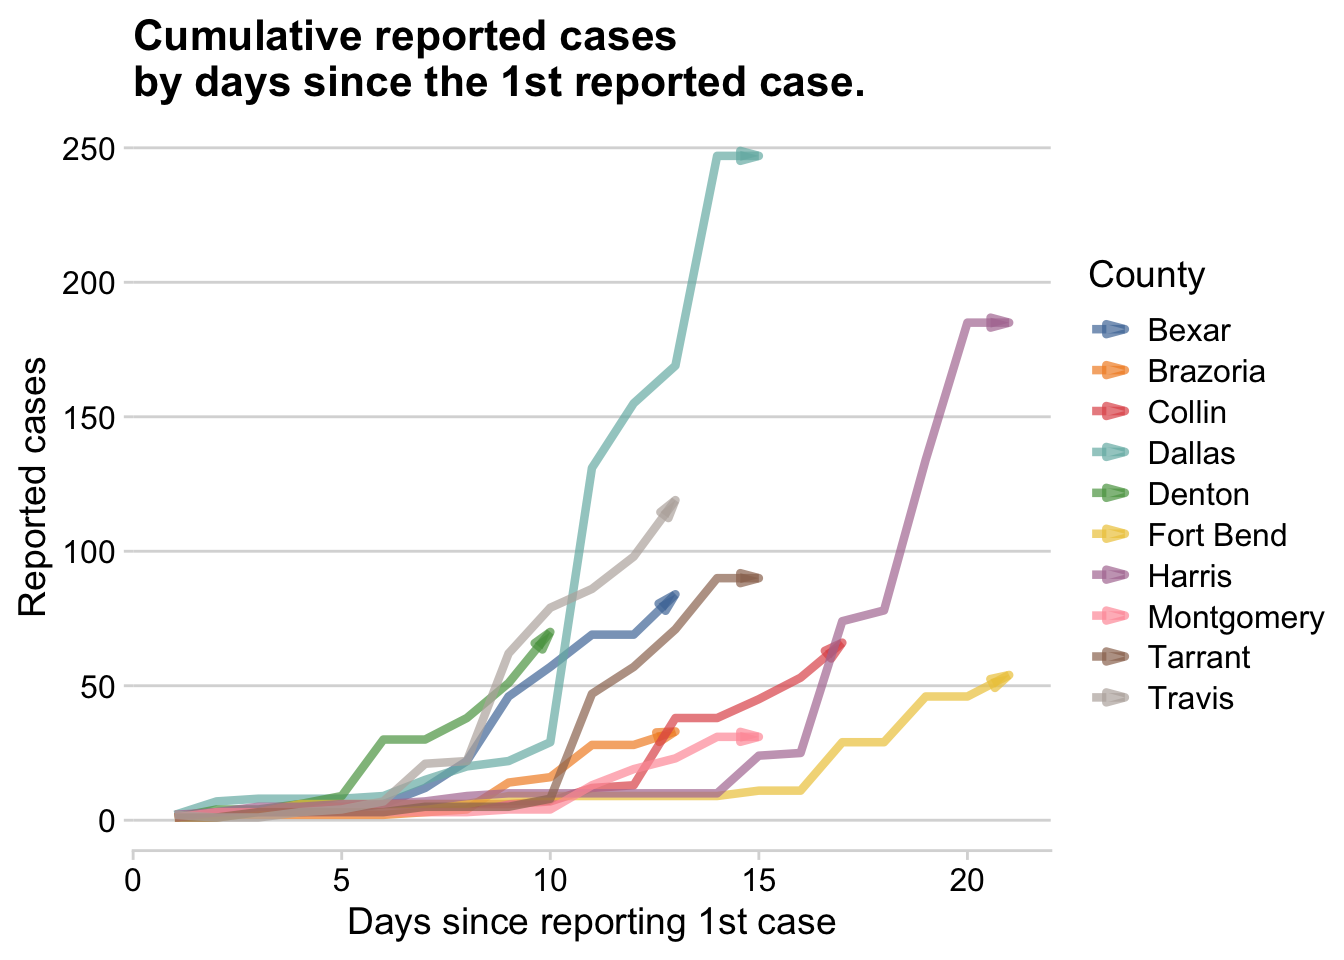 Cumulative reported cases
by days since the 1st reported case.
250
200
150
100
50
0
Reported cases
0 5 10 15 20
Days since reporting 1st case
County
Bexar
Brazoria
Collin
Dallas
Denton
Fort Bend
Harris
Montgomery
Tarrant
Travis